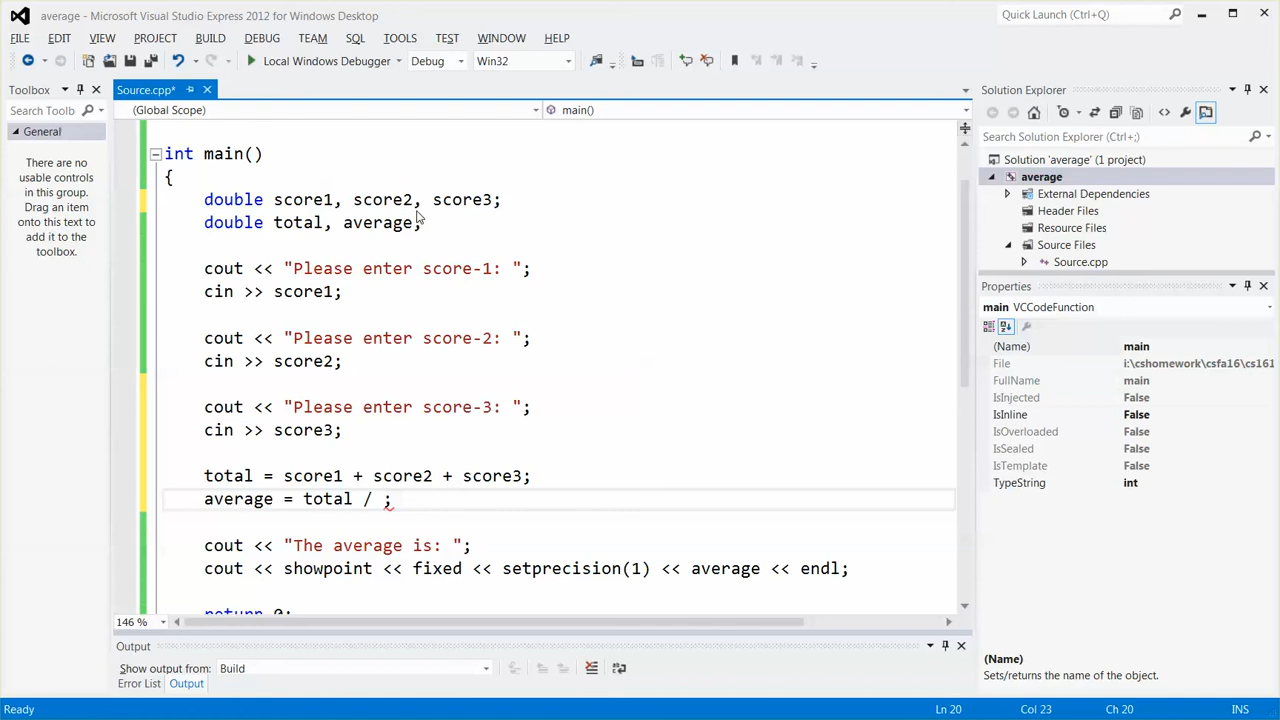 average - Microsoft Visual Studio Express 2012 for Windows Desktop
Quick Launch (Ctrl+Q)
FILE EDIT VIEW PROJECT BUILD DEBUG TEAM SQL TOOLS TEST WINDOW HELP
Local Windows Debugger Debug Win32
Toolbox
Search Toolb
General
There are no
usable controls
in this group.
Drag an item
onto this text to
add it to the
toolbox.
Source.cpp*
(Global Scope) main()
int main()
{
double score1, score2, score3;
double total, average;
cout << "Please enter score-1: ";
cin >> score1;
cout << "Please enter score-2: ";
cin >> score2;
cout << "Please enter score-3: ";
cin >> score3;
total = score1 + score2 + score3;
average = total / ;
cout << "The average is: ";
cout << showpoint << fixed << setprecision(1) << average << endl;
return 0;
146 %
Output
Show output from: Build
Error List Output
Solution Explorer
Search Solution Explorer (Ctrl+;)
Solution 'average' (1 project)
average
External Dependencies
Header Files
Resource Files
Source Files
Source.cpp
Properties
main VCCodeFunction
(Name) main
File i:\cshomework\csfa16\cs161
FullName main
IsInjected False
IsInline False
IsOverloaded False
IsSealed False
IsTemplate False
TypeString int
(Name)
Sets/returns the name of the object.
Ready Ln 20 Col 23 Ch 20 INS